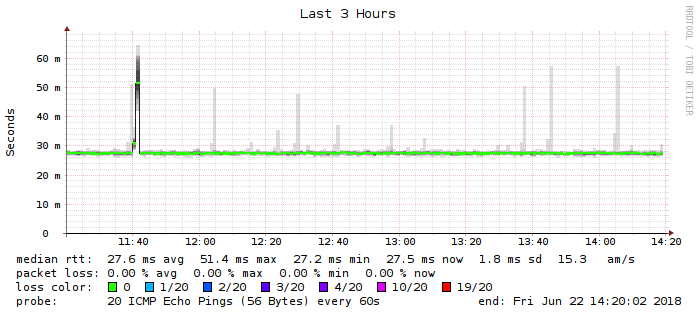 Last 3 Hours
RRDTOOL / TOBI OETIKER
Seconds
60 m
50 m
40 m
30 m
20 m
10 m
0
11:40 12:00 12:20 12:40 13:00 13:20 13:40 14:00 14:20
median rtt: 27.6 ms avg 51.4 ms max 27.2 ms min 27.5 ms now 1.8 ms sd 15.3 am/s
packet loss: 0.00 % avg 0.00 % max 0.00 % min 0.00 % now
loss color: 0 1/20 2/20 3/20 4/20 10/20 19/20
probe: 20 ICMP Echo Pings (56 Bytes) every 60s end: Fri Jun 22 14:20:02 2018